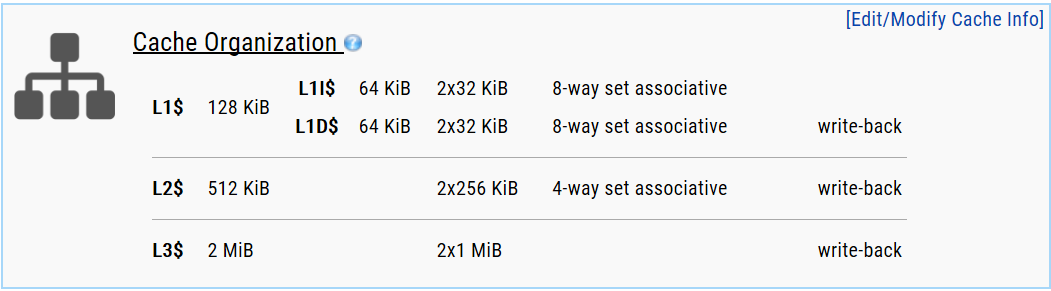 [Edit/Modify Cache Info]
Cache Organization ?
L1$ 128 KiB L1I$ 64 KiB 2x32 KiB 8-way set associative
L1D$ 64 KiB 2x32 KiB 8-way set associative write-back
L2$ 512 KiB 2x256 KiB 4-way set associative write-back
L3$ 2 MiB 2x1 MiB write-back